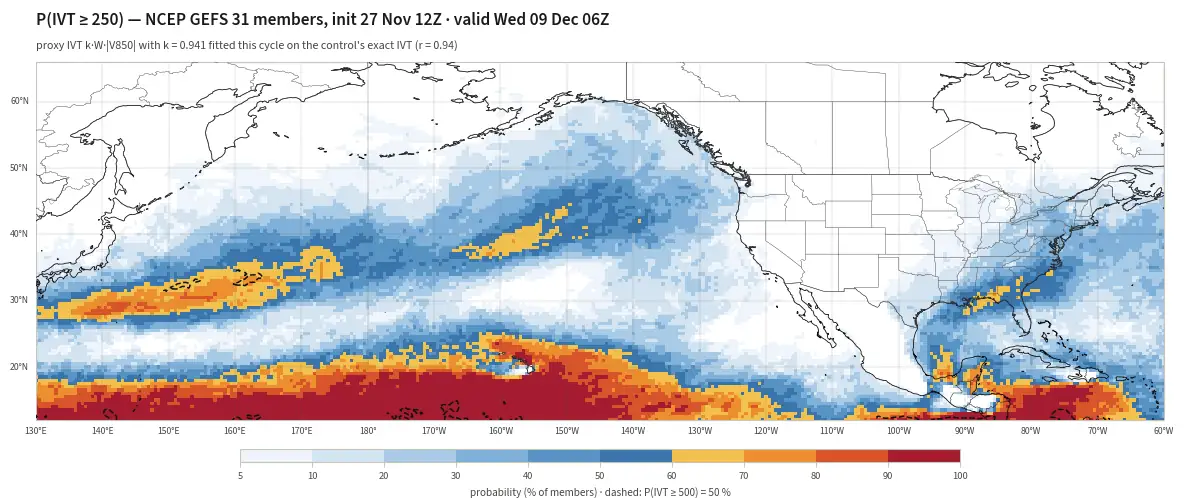 P(IVT ≥ 250) — NCEP GEFS 31 members, init 27 Nov 12Z · valid Wed 09 Dec 06Z
proxy IVT k·W·|V850| with k = 0.941 fitted this cycle on the control's exact IVT (r = 0.94)
60°N
50°N
40°N
30°N
20°N
130°E 140°E 150°E 160°E 170°E 180° 170°W 160°W 150°W 140°W 130°W 120°W 110°W 100°W 90°W 80°W 70°W 60°W
5 10 20 30 40 50 60 70 80 90 100
probability (% of members) · dashed: P(IVT ≥ 500) = 50 %